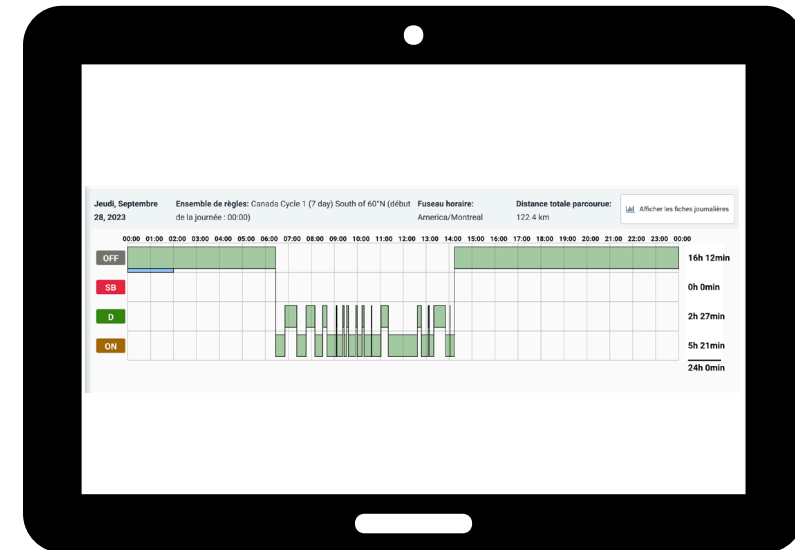 Jeudi, Septembre 28, 2023
Ensemble de règles: Canada Cycle 1 (7 day) South of 60°N (début de la journée : 00:00)
Fuseau horaire: America/Montreal
Distance totale parcourue: 122.4 km
Afficher les fiches journalières
00:00 01:00 02:00 03:00 04:00 05:00 06:00 07:00 08:00 09:00 10:00 11:00 12:00 13:00 14:00 15:00 16:00 17:00 18:00 19:00 20:00 21:00 22:00 23:00 00:00
OFF 16h 12min
SB 0h 0min
D 2h 27min
ON 5h 21min
24h 0min